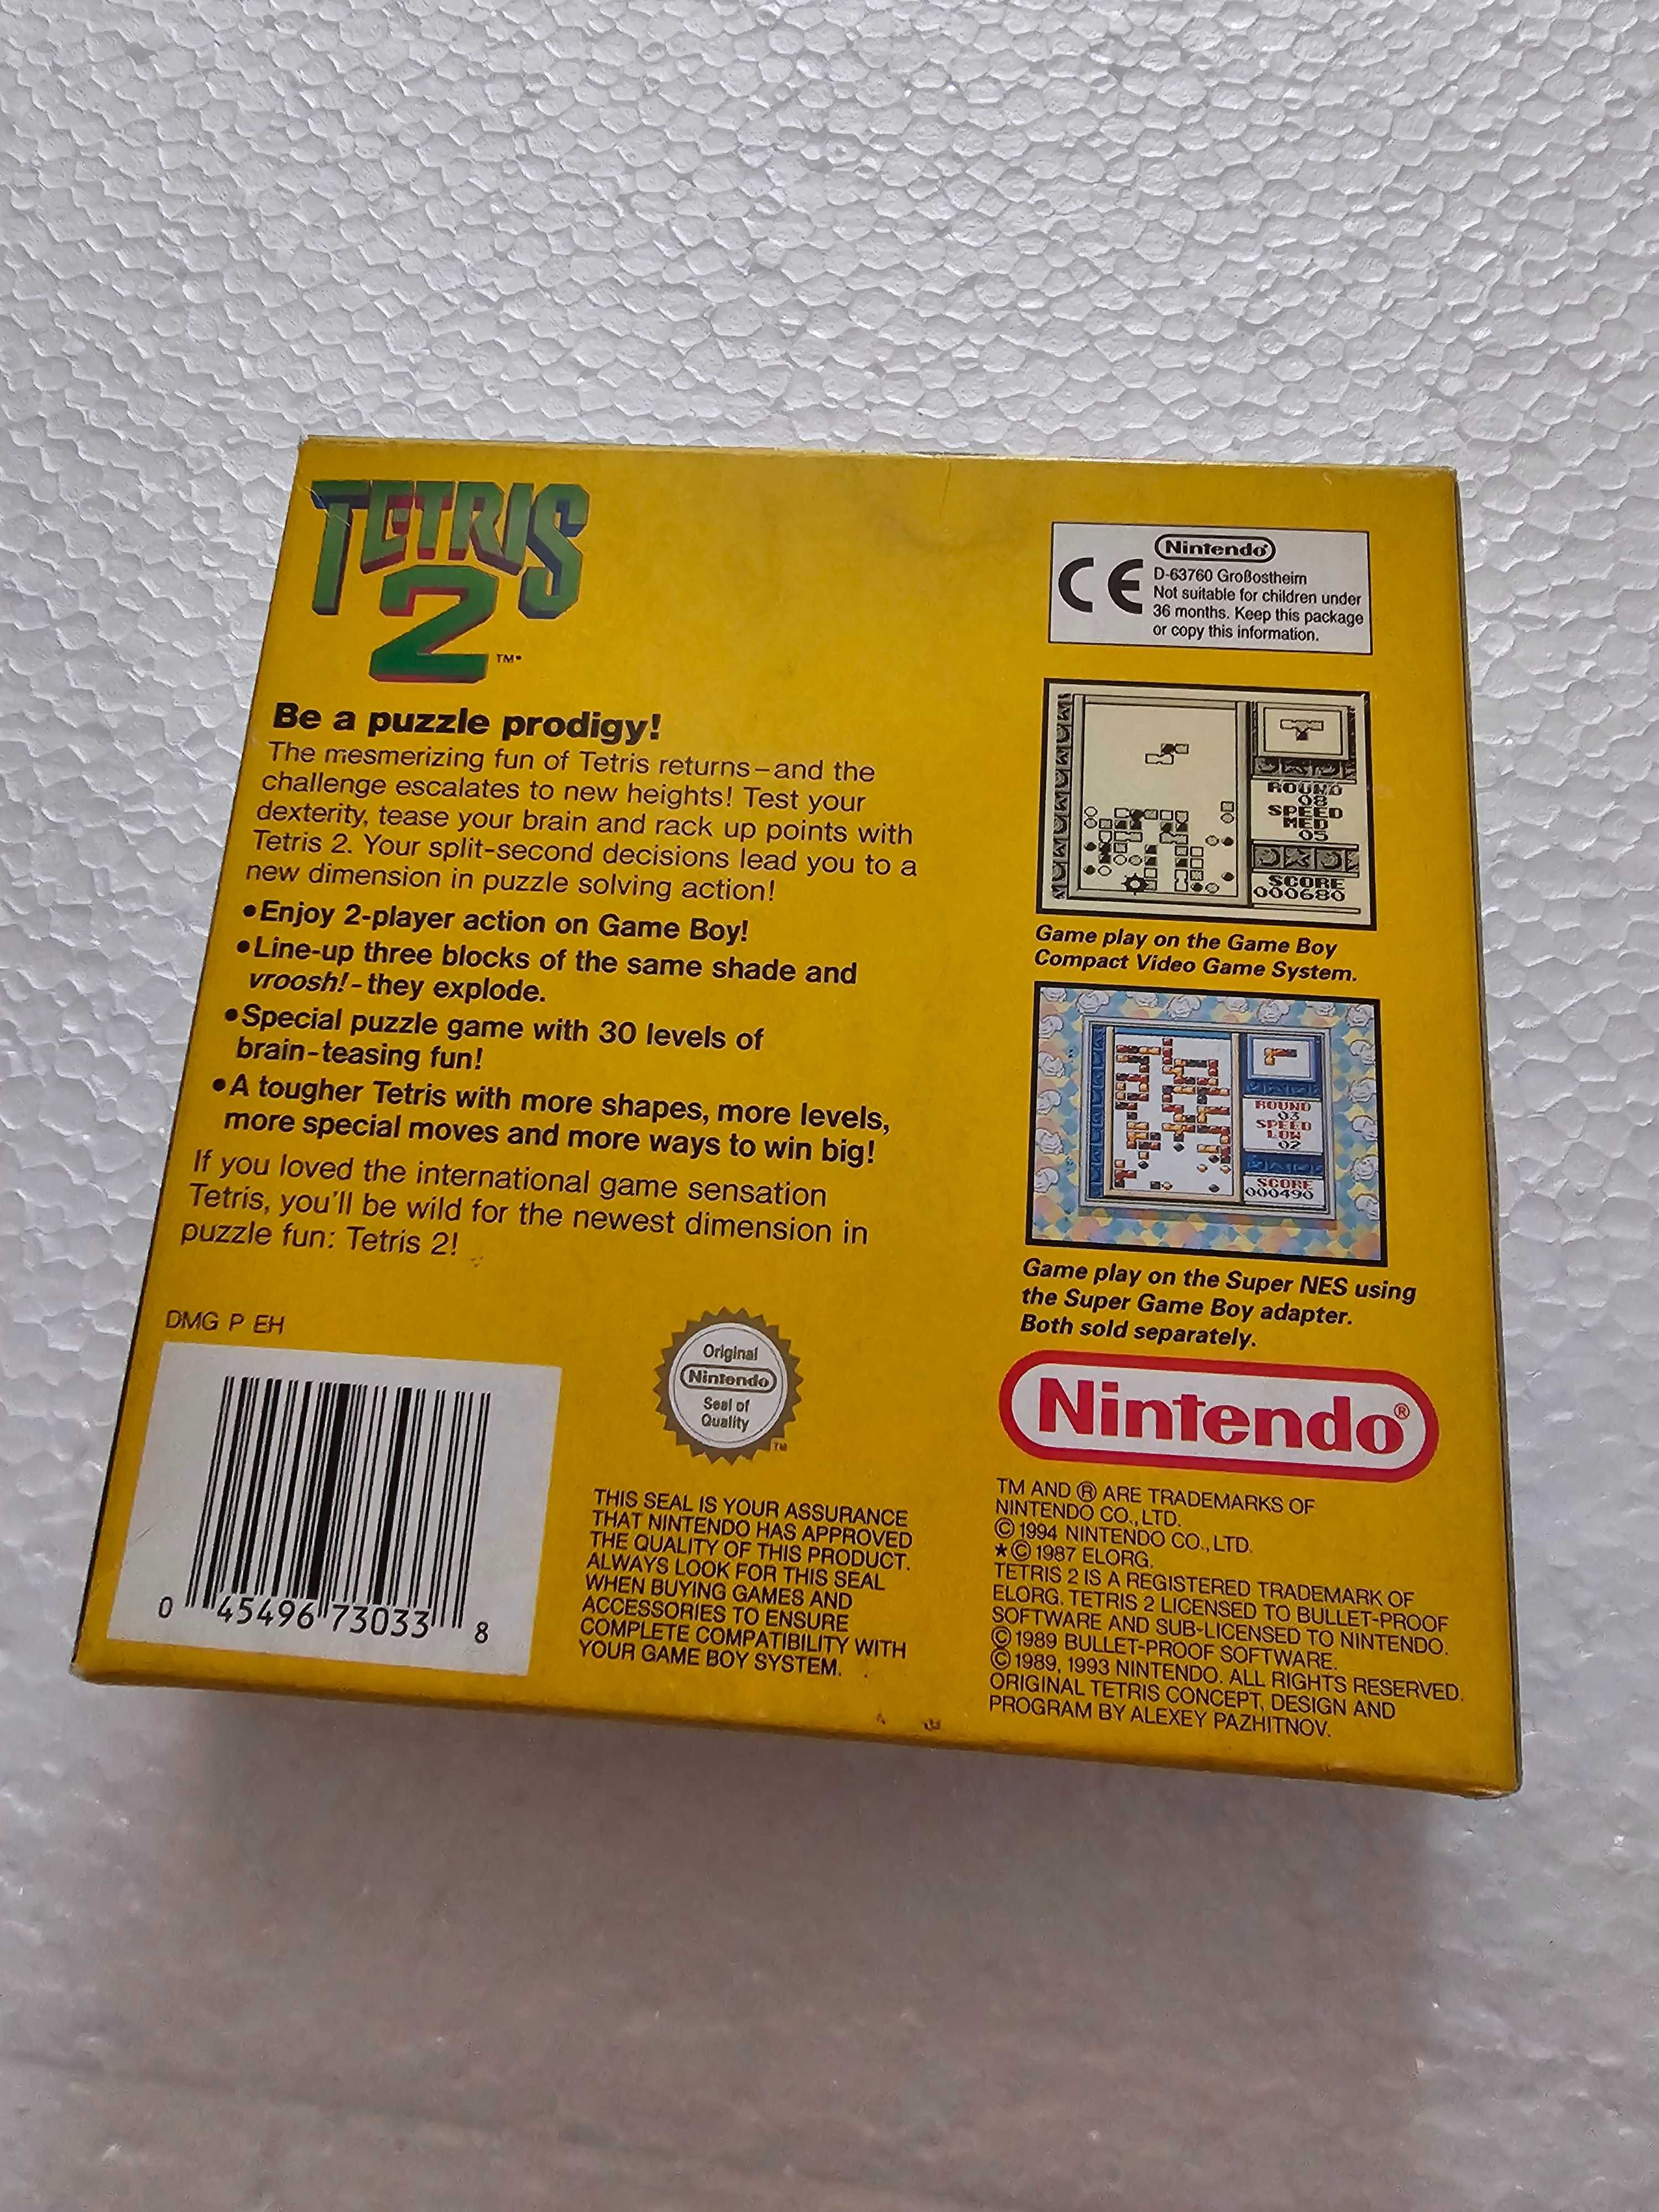 TETRIS
2
TM*
Be a puzzle prodigy!
The mesmerizing fun of Tetris returns–and the
challenge escalates to new heights! Test your
dexterity, tease your brain and rack up points with
Tetris 2. Your split-second decisions lead you to a
new dimension in puzzle solving action!
•Enjoy 2-player action on Game Boy!
•Line-up three blocks of the same shade and
vroosh!–they explode.
•Special puzzle game with 30 levels of
brain-teasing fun!
•A tougher Tetris with more shapes, more levels,
more special moves and more ways to win big!
If you loved the international game sensation
Tetris, you'll be wild for the newest dimension in
puzzle fun: Tetris 2!
DMG P EH
0 45496 73033 8
Original
Nintendo
Seal of
Quality
TM
THIS SEAL IS YOUR ASSURANCE
THAT NINTENDO HAS APPROVED
THE QUALITY OF THIS PRODUCT.
ALWAYS LOOK FOR THIS SEAL
WHEN BUYING GAMES AND
ACCESSORIES TO ENSURE
COMPLETE COMPATIBILITY WITH
YOUR GAME BOY SYSTEM.
CE
Nintendo
D-63760 Großostheim
Not suitable for children under
36 months. Keep this package
or copy this information.
ROUND
08
SPEED
MED
05
SCORE
000680
Game play on the Game Boy
Compact Video Game System.
ROUND
03
SPEED
LOW
02
SCORE
000490
Game play on the Super NES using
the Super Game Boy adapter.
Both sold separately.
Nintendo®
TM AND ® ARE TRADEMARKS OF
NINTENDO CO., LTD.
© 1994 NINTENDO CO., LTD.
★© 1987 ELORG.
TETRIS 2 IS A REGISTERED TRADEMARK OF
ELORG. TETRIS 2 LICENSED TO BULLET-PROOF
SOFTWARE AND SUB-LICENSED TO NINTENDO.
© 1989 BULLET-PROOF SOFTWARE.
© 1989, 1993 NINTENDO. ALL RIGHTS RESERVED.
ORIGINAL TETRIS CONCEPT, DESIGN AND
PROGRAM BY ALEXEY PAZHITNOV.